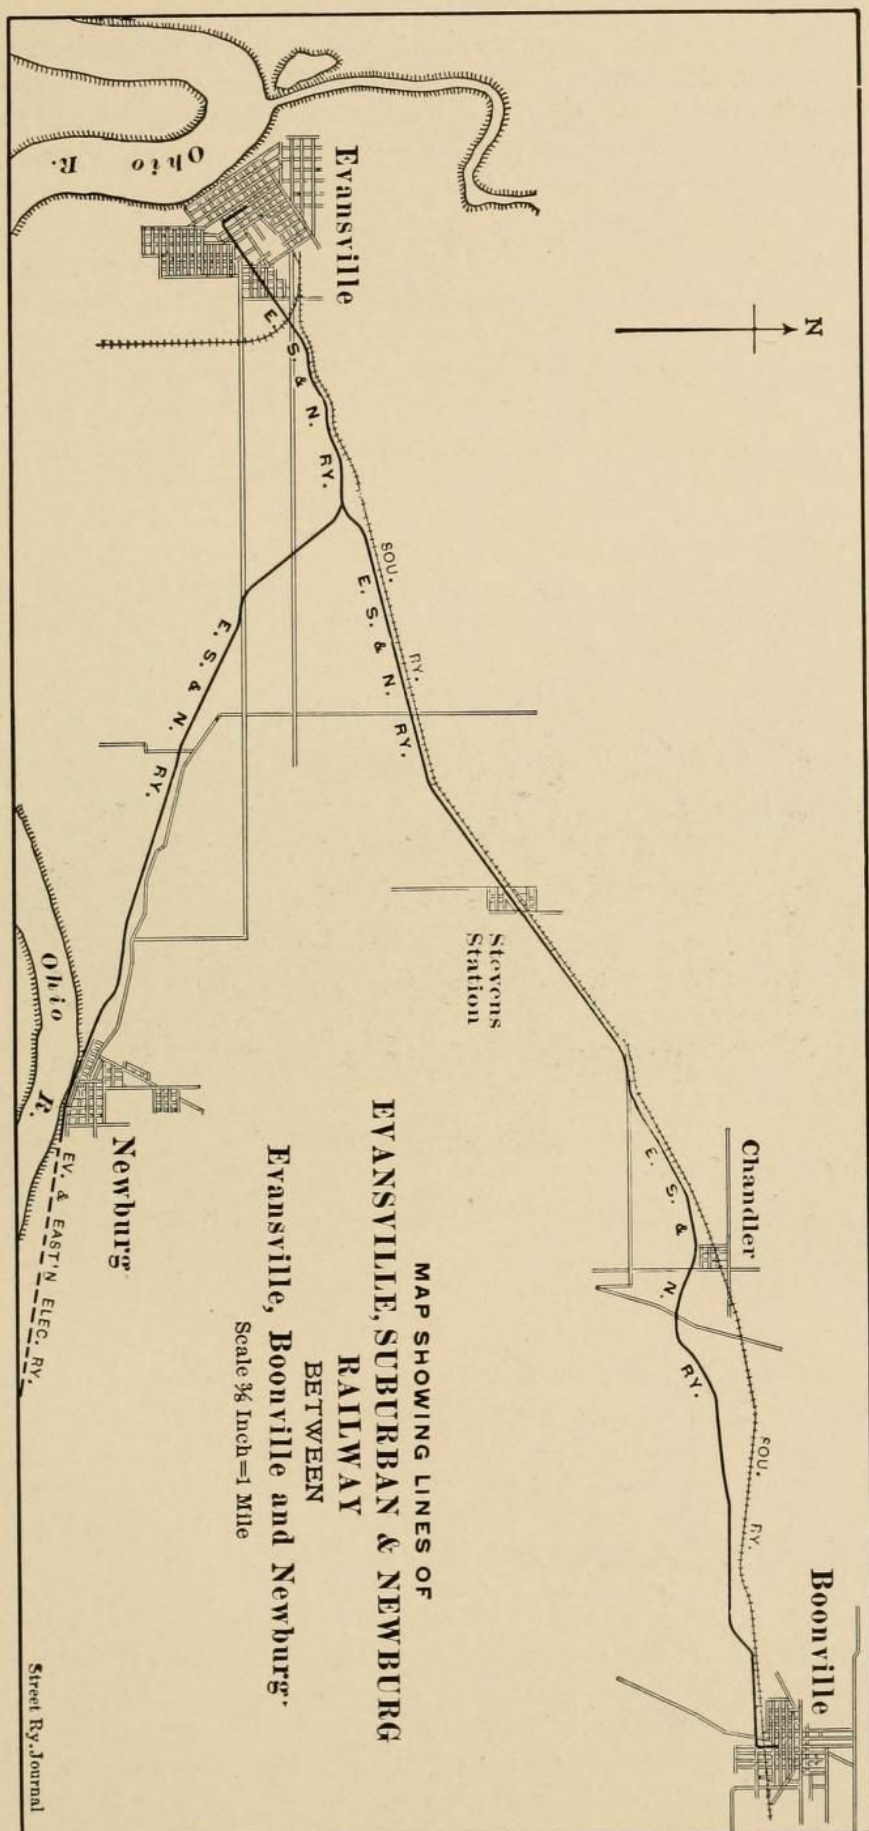 Ohio R.
Evansville
N
E. S. & N. RY.
SOU. RY.
E. S. & N. RY.
E. S. & N. RY.
Stevens
Station
Ohio R.
Newburg
EV. & EAST'N ELEC. RY.
Chandler
E. S. & N. RY.
SOU. RY.
Boonville
MAP SHOWING LINES OF
EVANSVILLE, SUBURBAN & NEWBURG
RAILWAY
BETWEEN
Evansville, Boonville and Newburg.
Scale ⅜ Inch=1 Mile
Street Ry. Journal